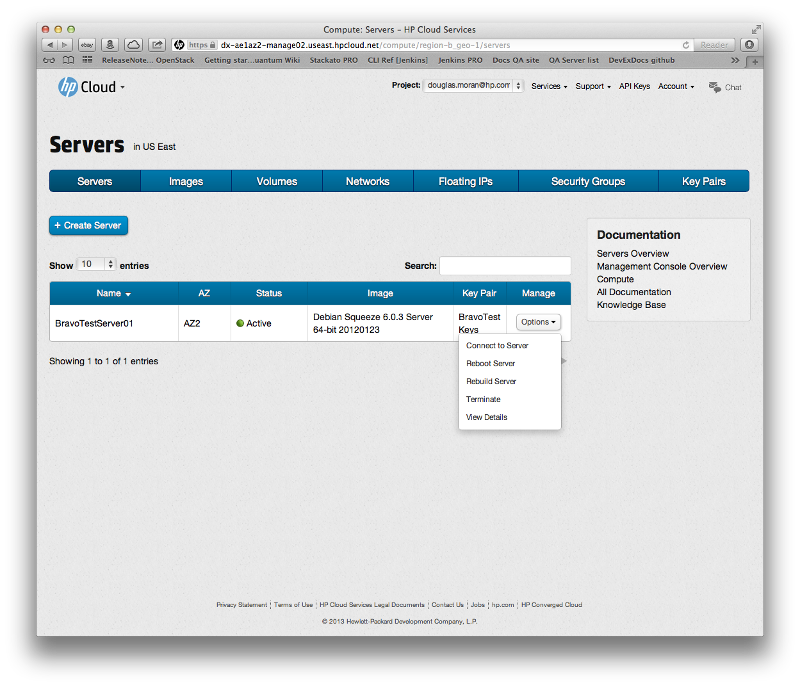 Compute: Servers – HP Cloud Services
ebay
hp https dx-ae1az2-manage02.useast.hpcloud.net/compute/region-b_geo-1/servers
Reader
ReleaseNote... OpenStack Getting star...uantum Wiki Stackato PRO CLI Ref [Jenkins] Jenkins PRO Docs QA site QA Server list DevExDocs github
hp Cloud
Project: douglas.moran@hp.com Services Support API Keys Account Chat
Servers in US East
Servers Images Volumes Networks Floating IPs Security Groups Key Pairs
+ Create Server
Documentation
Servers Overview
Management Console Overview
Compute
All Documentation
Knowledge Base
Show 10 entries Search:
Name AZ Status Image Key Pair Manage
BravoTestServer01 AZ2 Active Debian Squeeze 6.0.3 Server BravoTest Options
64-bit 20120123 Keys
Connect to Server
Reboot Server
Rebuild Server
Terminate
View Details
Showing 1 to 1 of 1 entries
Privacy Statement ¦ Terms of Use ¦ HP Cloud Services Legal Documents ¦ Contact Us ¦ Jobs ¦ hp.com ¦ HP Converged Cloud
© 2013 Hewlett-Packard Development Company, L.P.